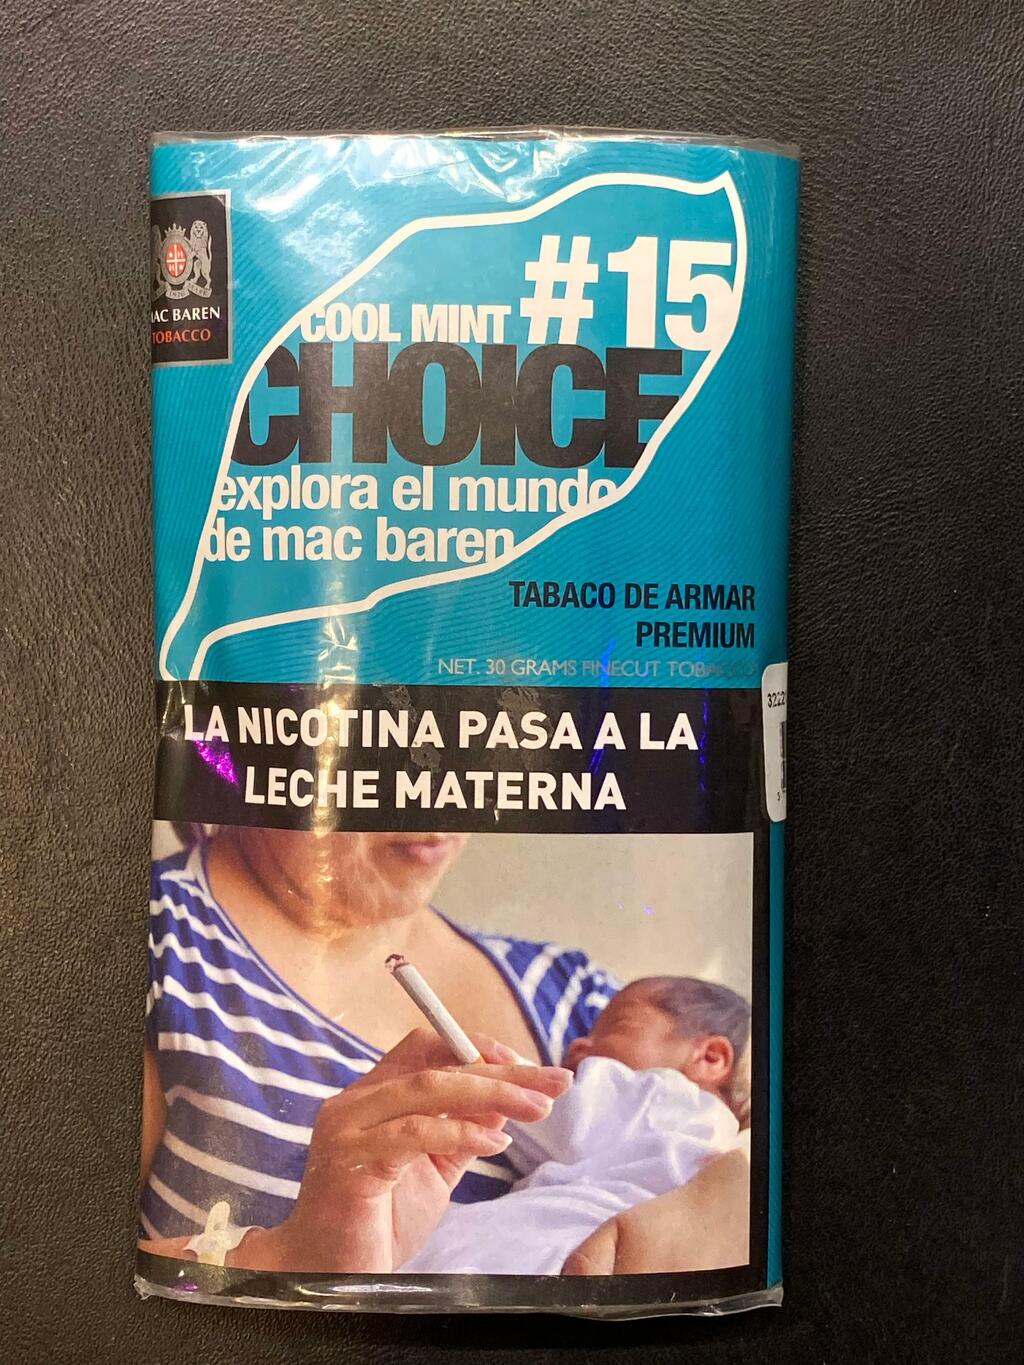 #15
COOL MINT
CHOICE
explora el mundo
de mac baren
BAREN
TOBACCO
TABACO DE ARMAR
PREMIUM
NET. 30 GRAMS FINECUT TOBACCO
LA NICOTINA PASA A LA
LECHE MATERNA